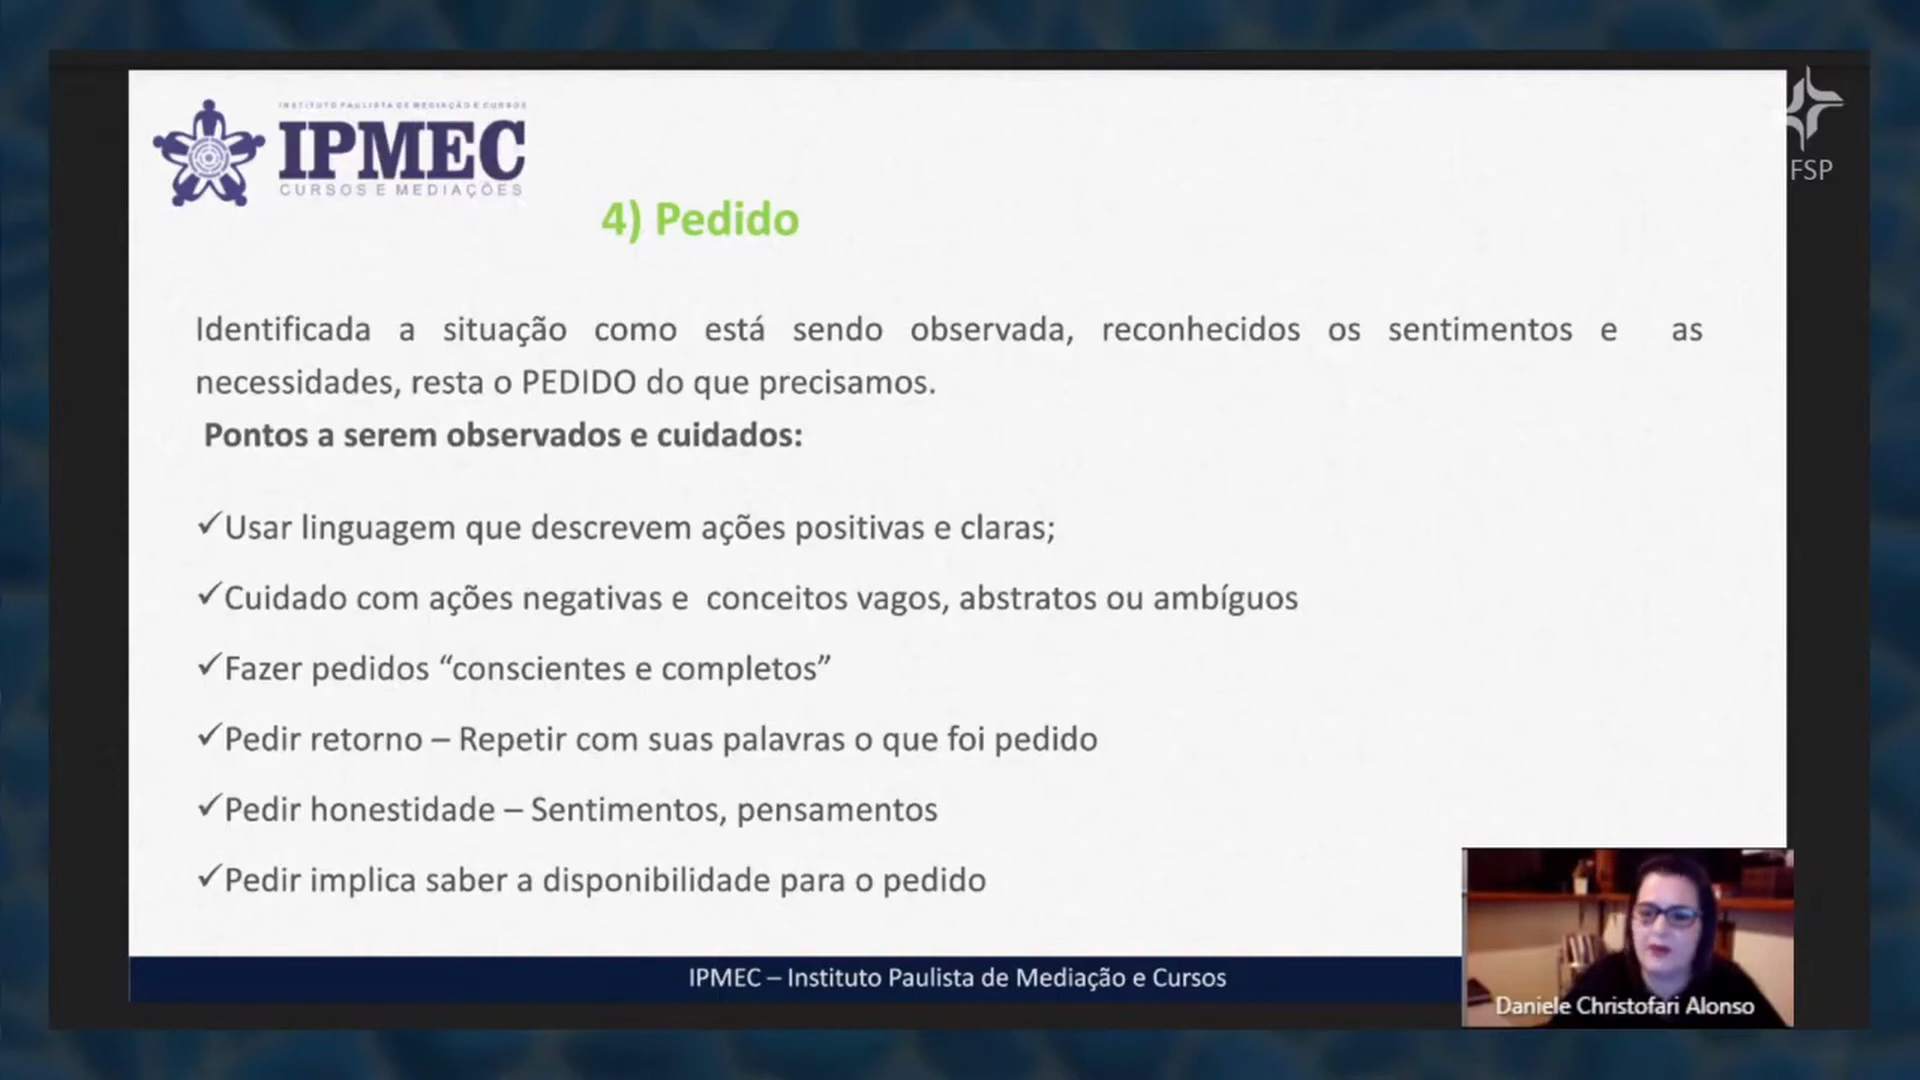 INSTITUTO PAULISTA DE MEDIAÇÃO E CURSOS
IPMEC
CURSOS E MEDIAÇÕES
FSP
4) Pedido
Identificada a situação como está sendo observada, reconhecidos os sentimentos e as
necessidades, resta o PEDIDO do que precisamos.
Pontos a serem observados e cuidados:
✓Usar linguagem que descrevem ações positivas e claras;
✓Cuidado com ações negativas e conceitos vagos, abstratos ou ambíguos
✓Fazer pedidos “conscientes e completos”
✓Pedir retorno – Repetir com suas palavras o que foi pedido
✓Pedir honestidade – Sentimentos, pensamentos
✓Pedir implica saber a disponibilidade para o pedido
IPMEC – Instituto Paulista de Mediação e Cursos
Daniele Christofari Alonso